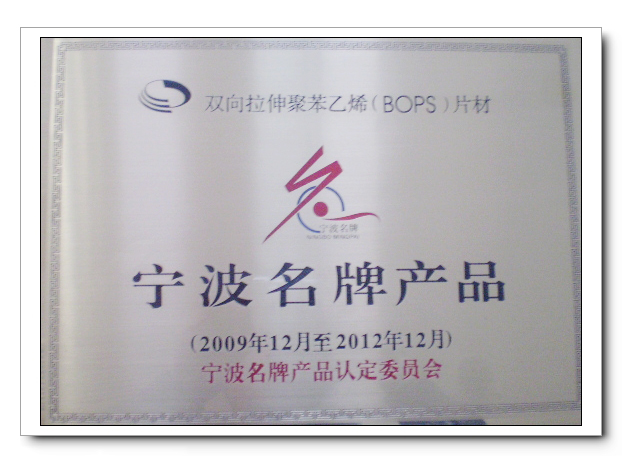 双向拉伸聚苯乙烯（BOPS）片材
宁波名牌
NINGBO MINGPAI
宁波名牌产品
(2009年12月至2012年12月)
宁波名牌产品认定委员会